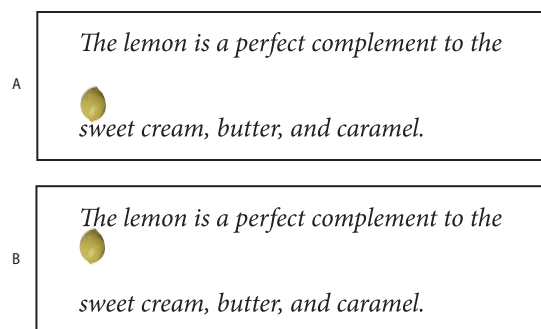 The lemon is a perfect complement to the
A
sweet cream, butter, and caramel.
The lemon is a perfect complement to the
B
sweet cream, butter, and caramel.